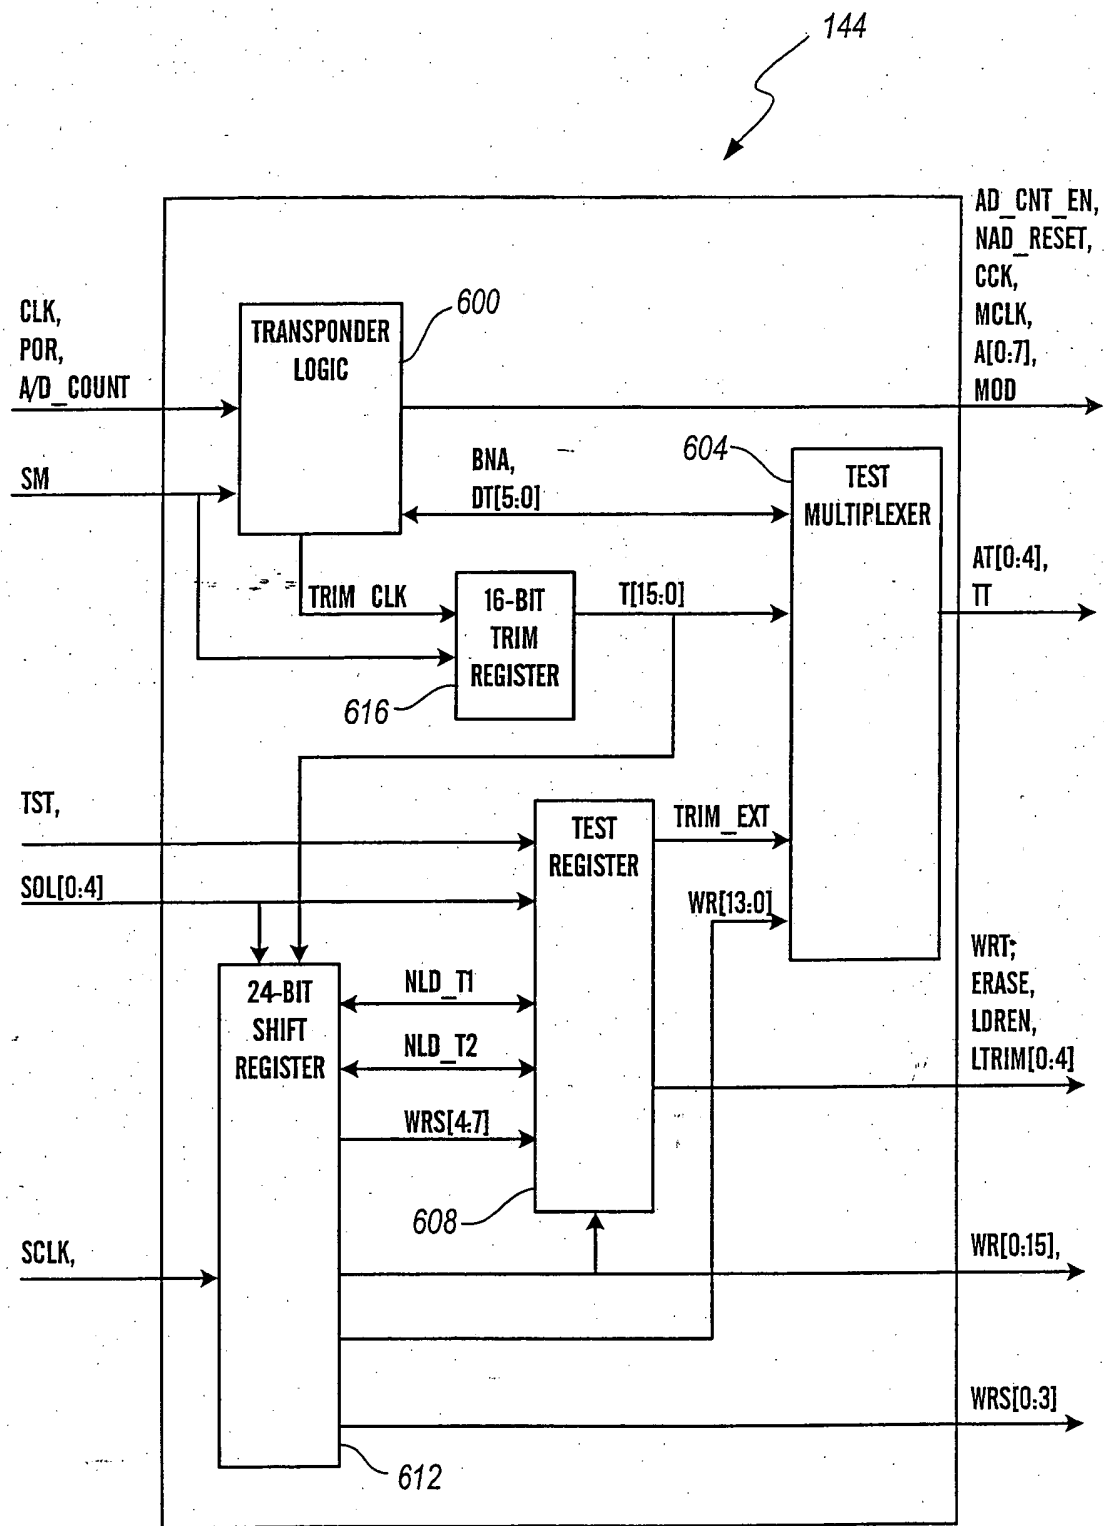 144
AD_CNT_EN,
NAD_RESET,
CCK,
MCLK,
A[0:7],
MOD
CLK,
POR,
A/D_COUNT
TRANSPONDER
LOGIC
600
SM
BNA,
DT[5:0]
604
TEST
MULTIPLEXER
AT[0:4],
TT
TRIM_CLK
16-BIT
TRIM
REGISTER
T[15:0]
616
TST,
TEST
REGISTER
TRIM_EXT
SOL[0:4]
WR[13:0]
24-BIT
SHIFT
REGISTER
NLD_T1
NLD_T2
WRS[4:7]
WRT;
ERASE,
LDREN,
LTRIM[0:4]
608
SCLK,
WR[0:15],
WRS[0:3]
612